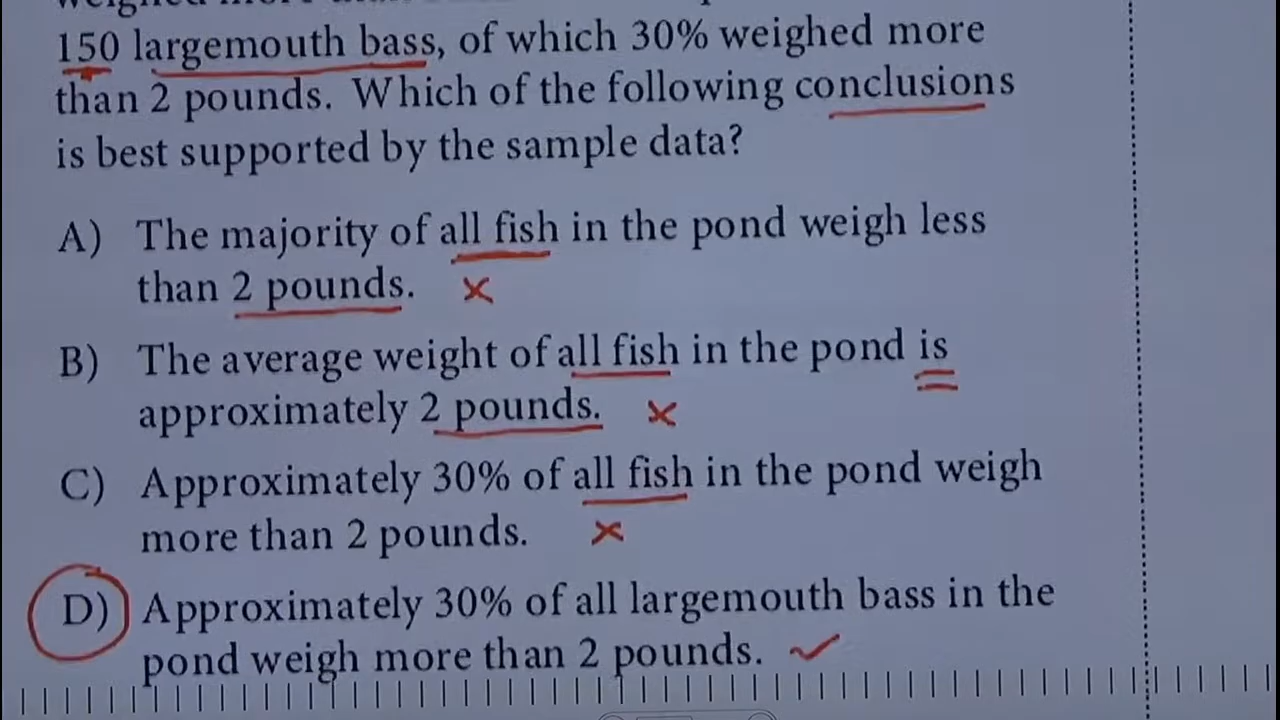 weighed more than
150 largemouth bass, of which 30% weighed more
than 2 pounds. Which of the following conclusions
is best supported by the sample data?
A) The majority of all fish in the pond weigh less
than 2 pounds.
B) The average weight of all fish in the pond is
approximately 2 pounds.
C) Approximately 30% of all fish in the pond weigh
more than 2 pounds.
D) Approximately 30% of all largemouth bass in the
pond weigh more than 2 pounds.